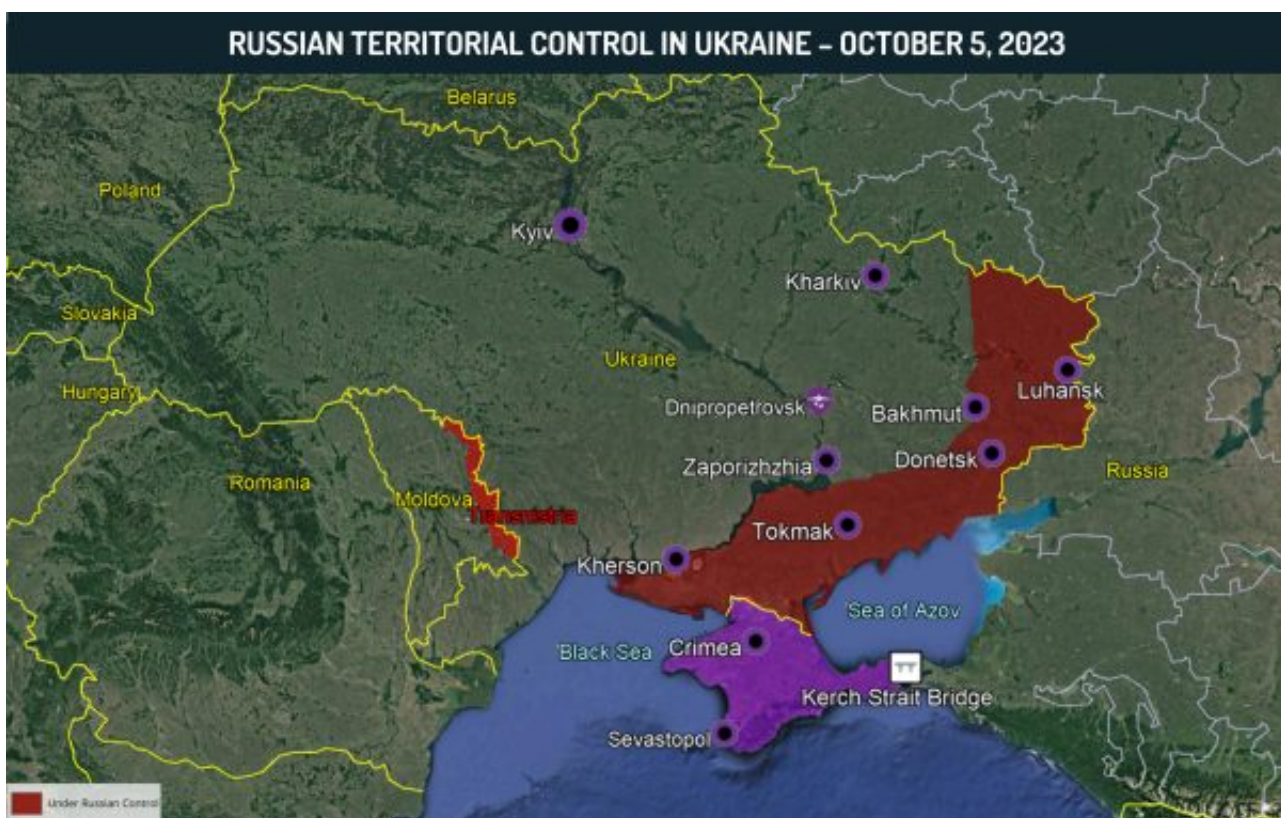 RUSSIAN TERRITORIAL CONTROL IN UKRAINE – OCTOBER 5, 2023
Belarus
Poland
Kyiv
Kharkiv
Slovakia
Ukraine
Luhansk
Hungary
Dnipropetrovsk
Bakhmut
Zaporizhzhia
Donetsk
Russia
Romania
Moldova
Transnistria
Tokmak
Kherson
'Sea of Azov
'Black Sea
Crimea
Kerch Strait Bridge
Sevastopol
Under Russian Control